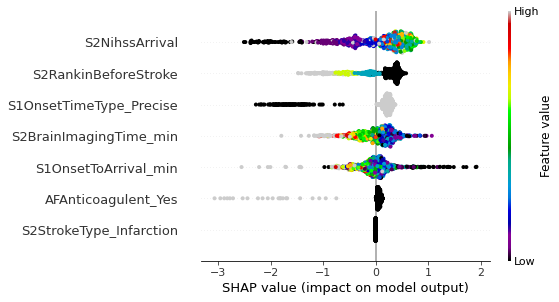 High
S2NihssArrival
S2RankinBeforeStroke
S1OnsetTimeType_Precise
S2BrainImagingTime_min
S1OnsetToArrival_min
AFAnticoagulent_Yes
S2StrokeType_Infarction
Feature value
Low
−3 −2 −1 0 1 2
SHAP value (impact on model output)